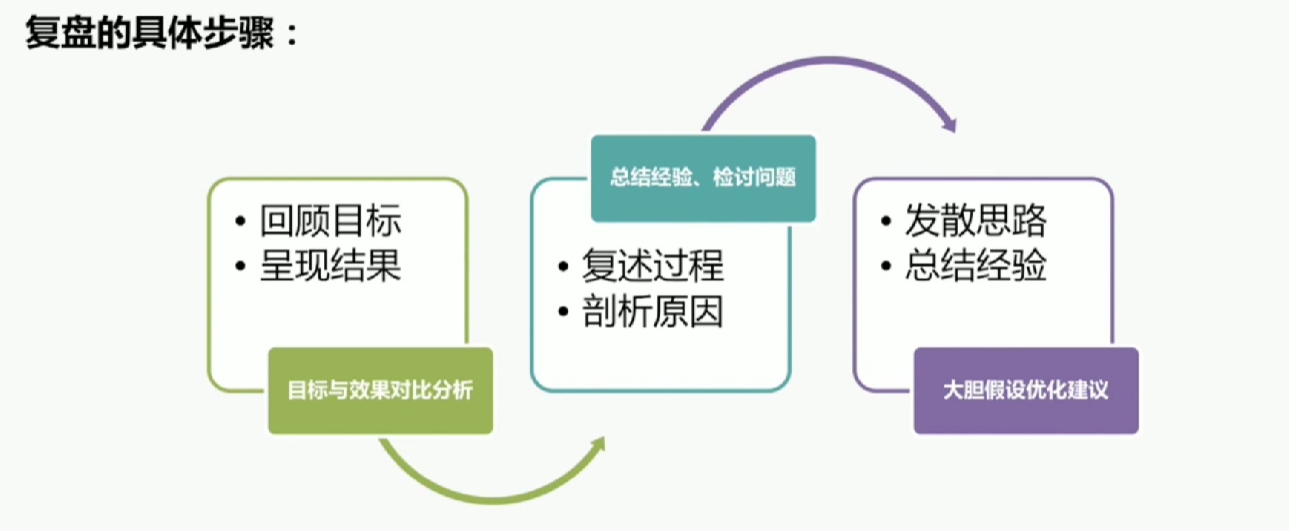 复盘的具体步骤：
• 回顾目标
• 呈现结果
目标与效果对比分析
总结经验、检讨问题
• 复述过程
• 剖析原因
• 发散思路
• 总结经验
大胆假设优化建议